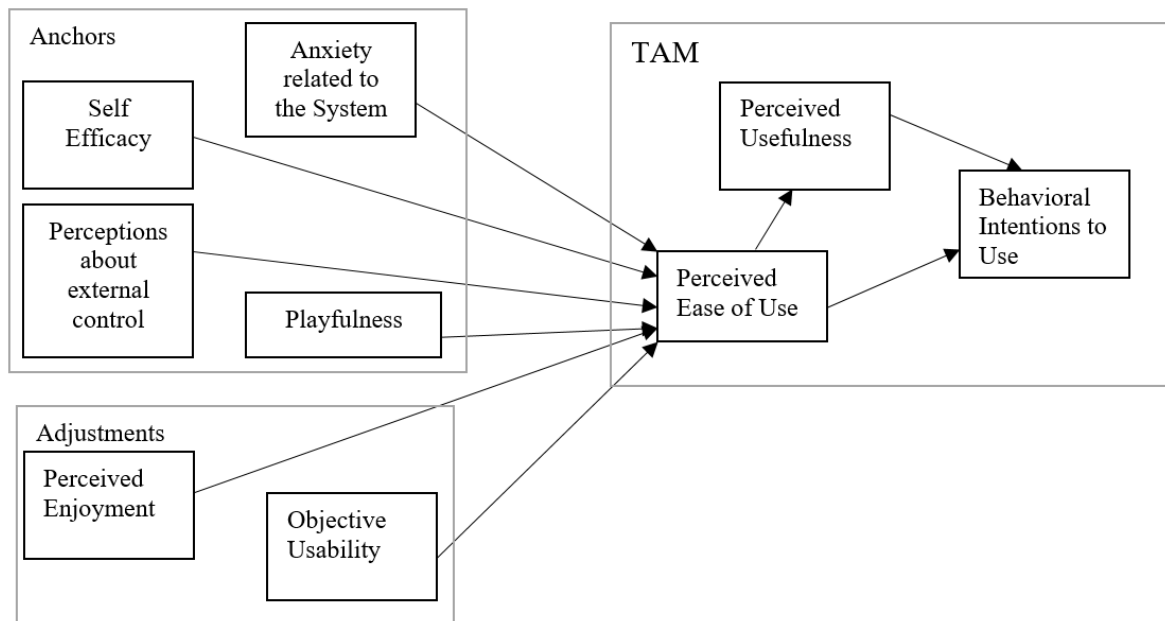 Anchors
Anxiety
related to
the System
Self
Efficacy
Perceptions
about
external
control
Playfulness
TAM
Perceived
Usefulness
Behavioral
Intentions to
Use
Perceived
Ease of Use
Adjustments
Perceived
Enjoyment
Objective
Usability